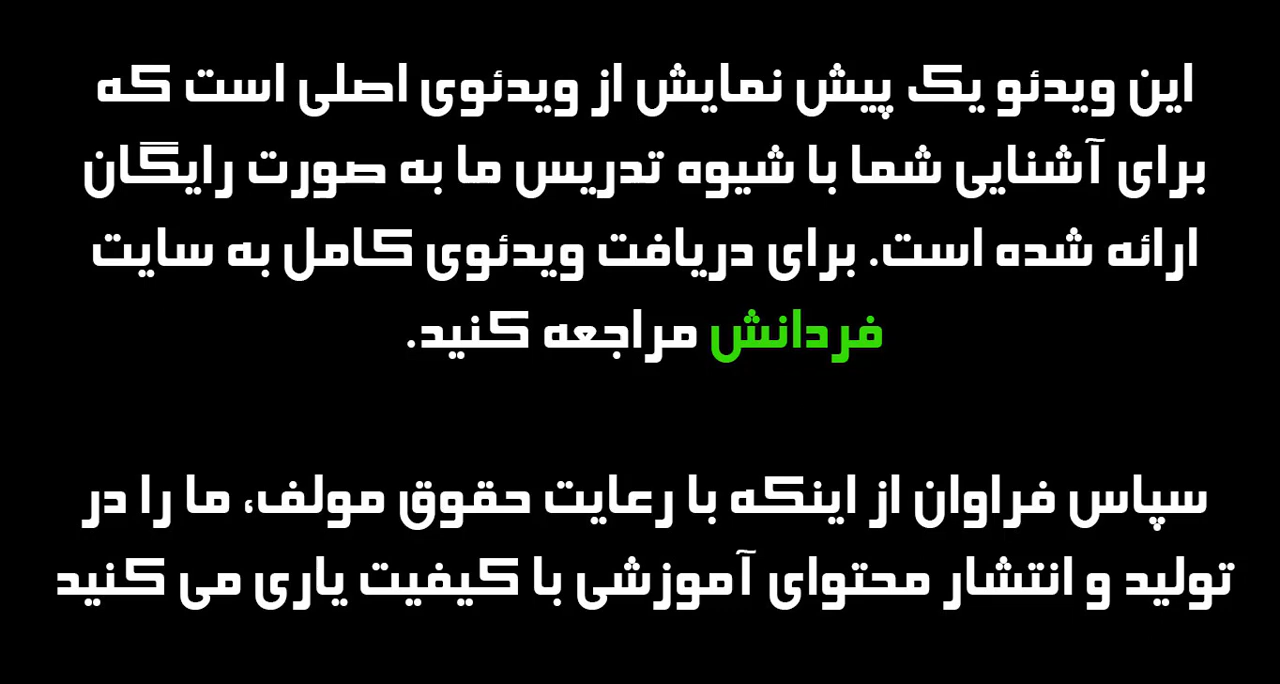 این ویدئو یک پیش نمایش از ویدئوی اصلی است که
برای آشنایی شما با شیوه تدریس ما به صورت رایگان
ارائه شده است. برای دریافت ویدئوی کامل به سایت
فردانش مراجعه کنید.
سپاس فراوان از اینکه با رعایت حقوق مولف، ما را در
تولید و انتشار محتوای آموزشی با کیفیت یاری می کنید